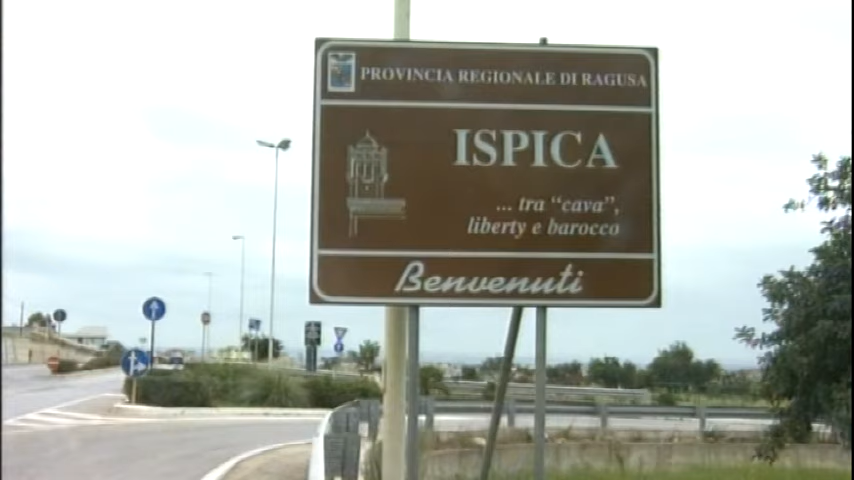 PROVINCIA REGIONALE DI RAGUSA
ISPICA
... tra "cava",
liberty e barocco
Benvenuti